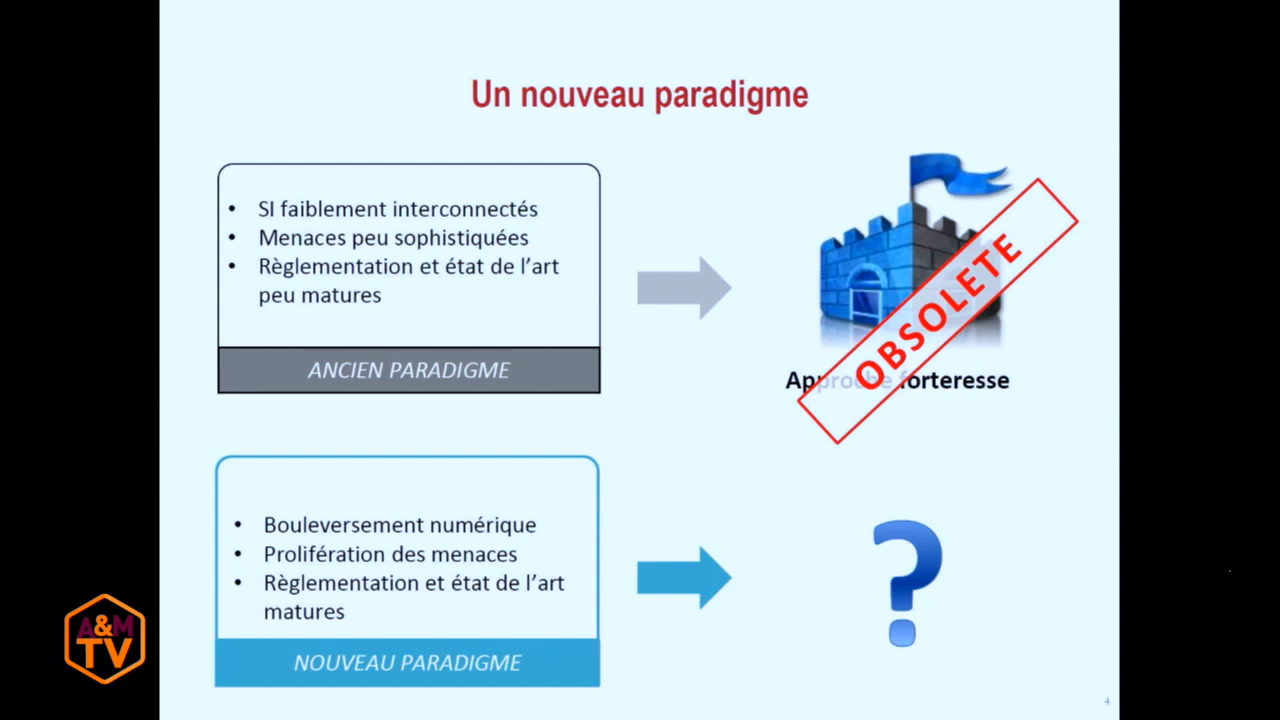 Un nouveau paradigme
• SI faiblement interconnectés
• Menaces peu sophistiquées
• Règlementation et état de l'art
peu matures
ANCIEN PARADIGME
OBSOLETE
Approche forteresse
• Bouleversement numérique
• Prolifération des menaces
• Règlementation et état de l'art
matures
NOUVEAU PARADIGME
?
A&M
TV
4